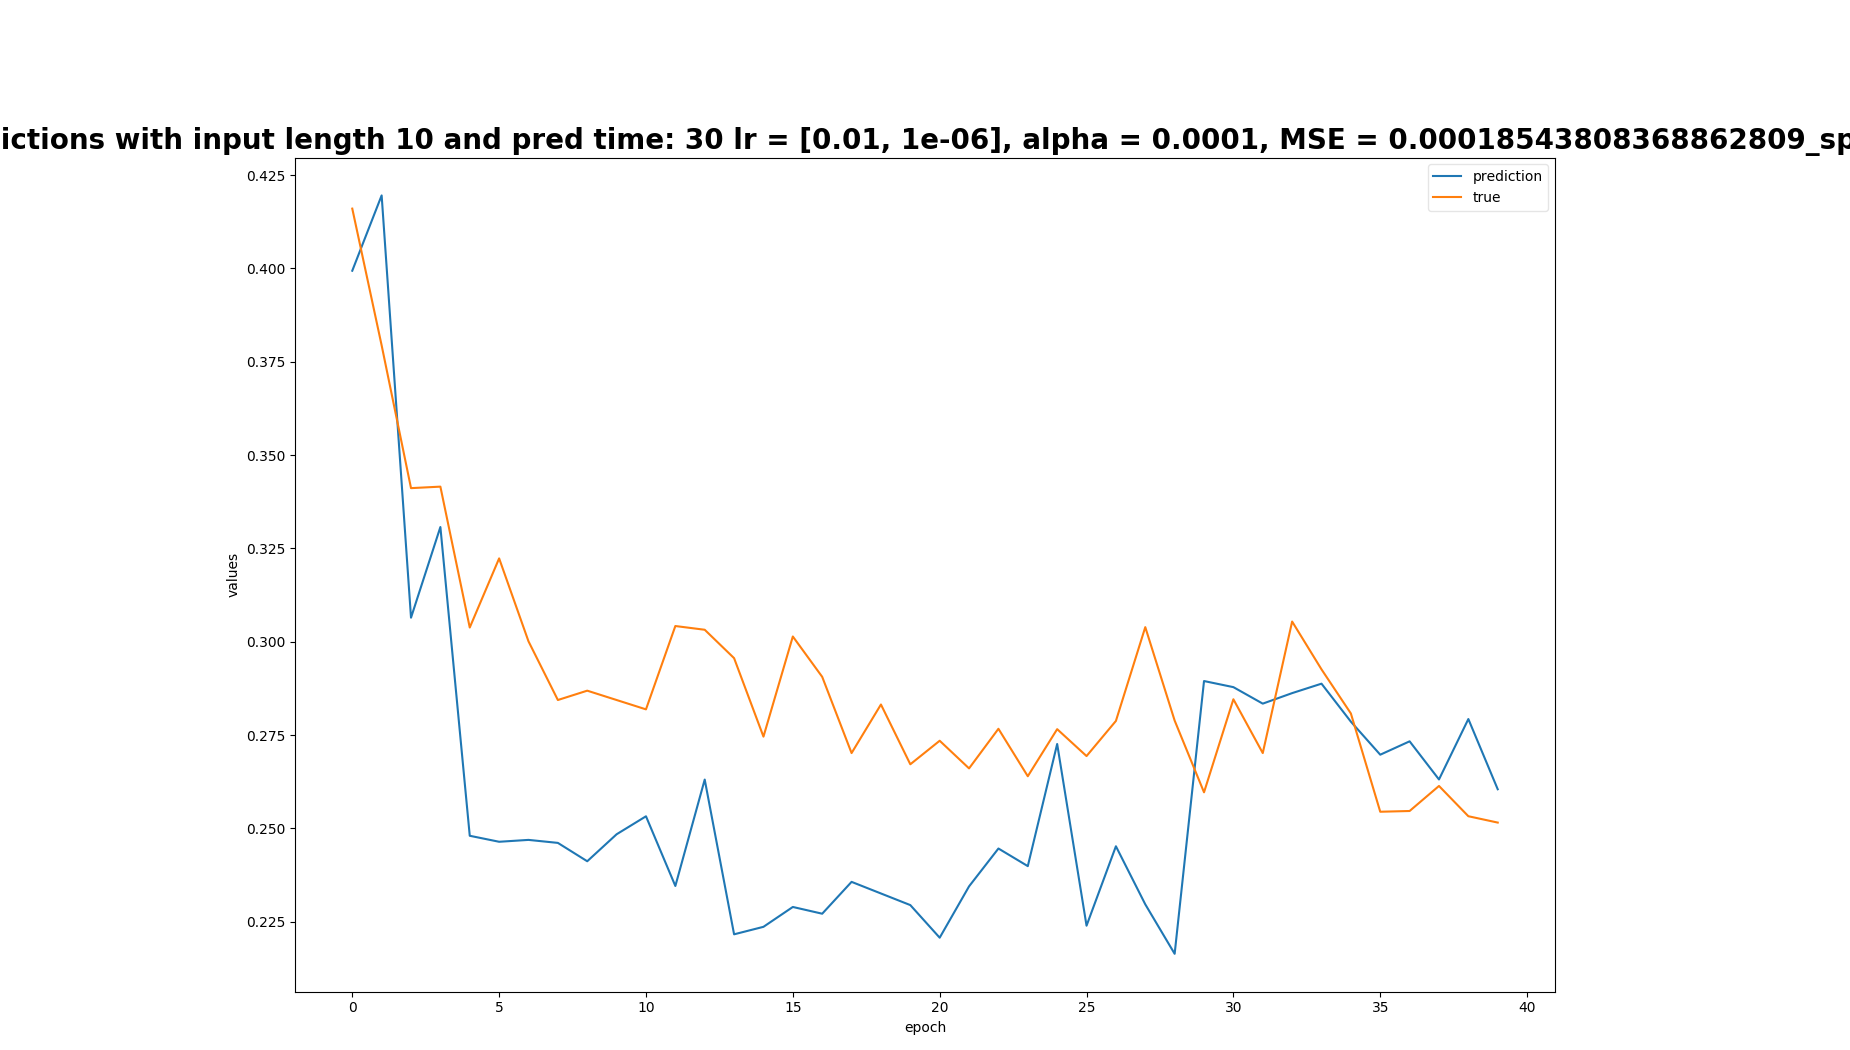 ictions with input length 10 and pred time: 30 lr = [0.01, 1e-06], alpha = 0.0001, MSE = 0.00018543808368862809_sp
prediction
true
0.425
0.400
0.375
0.350
0.325
0.300
0.275
0.250
0.225
values
0 5 10 15 20 25 30 35 40
epoch